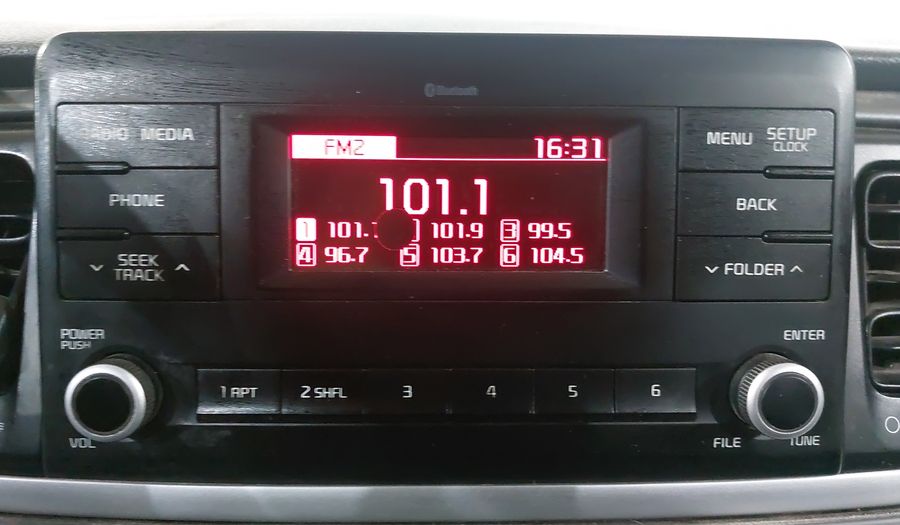 Bluetooth
RADIO MEDIA
PHONE
SEEK
TRACK
FM2 16:31
101.1
1 101. 101.9 3 99.5
4 96.7 5 103.7 6 104.5
MENU SETUP
CLOCK
BACK
FOLDER
POWER
PUSH
VOL
1 RPT 2 SHFL 3 4 5 6
ENTER
FILE TUNE